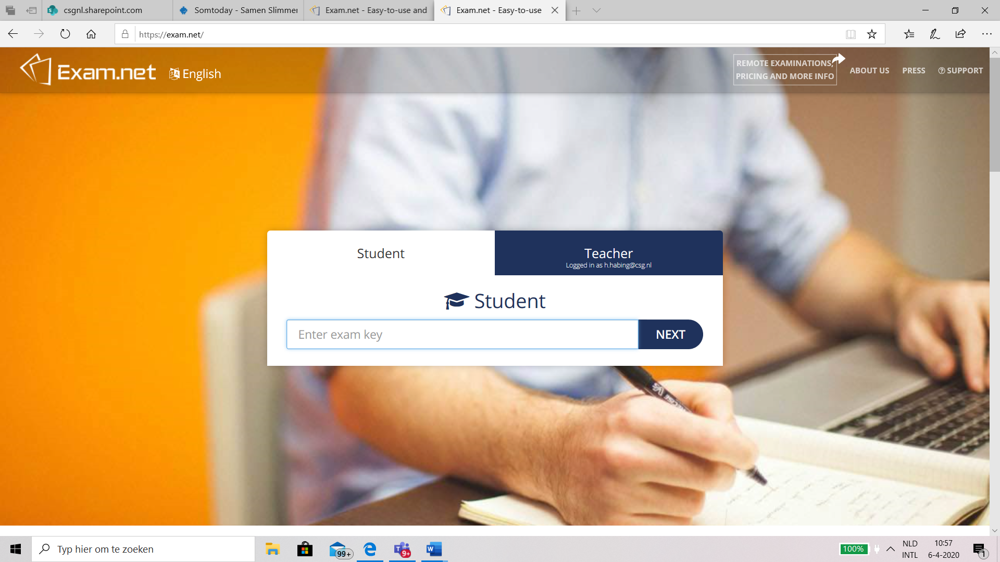 csgnl.sharepoint.com
Somtoday - Samen Slimmer
Exam.net - Easy-to-use and
Exam.net - Easy-to-use
https://exam.net/
Exam.net
English
REMOTE EXAMINATIONS,
PRICING AND MORE INFO
ABOUT US
PRESS
SUPPORT
Student
Teacher
Logged in as h.habing@csg.nl
Student
Enter exam key
NEXT
Typ hier om te zoeken
99+
9+
100%
NLD
INTL
10:57
6-4-2020
1